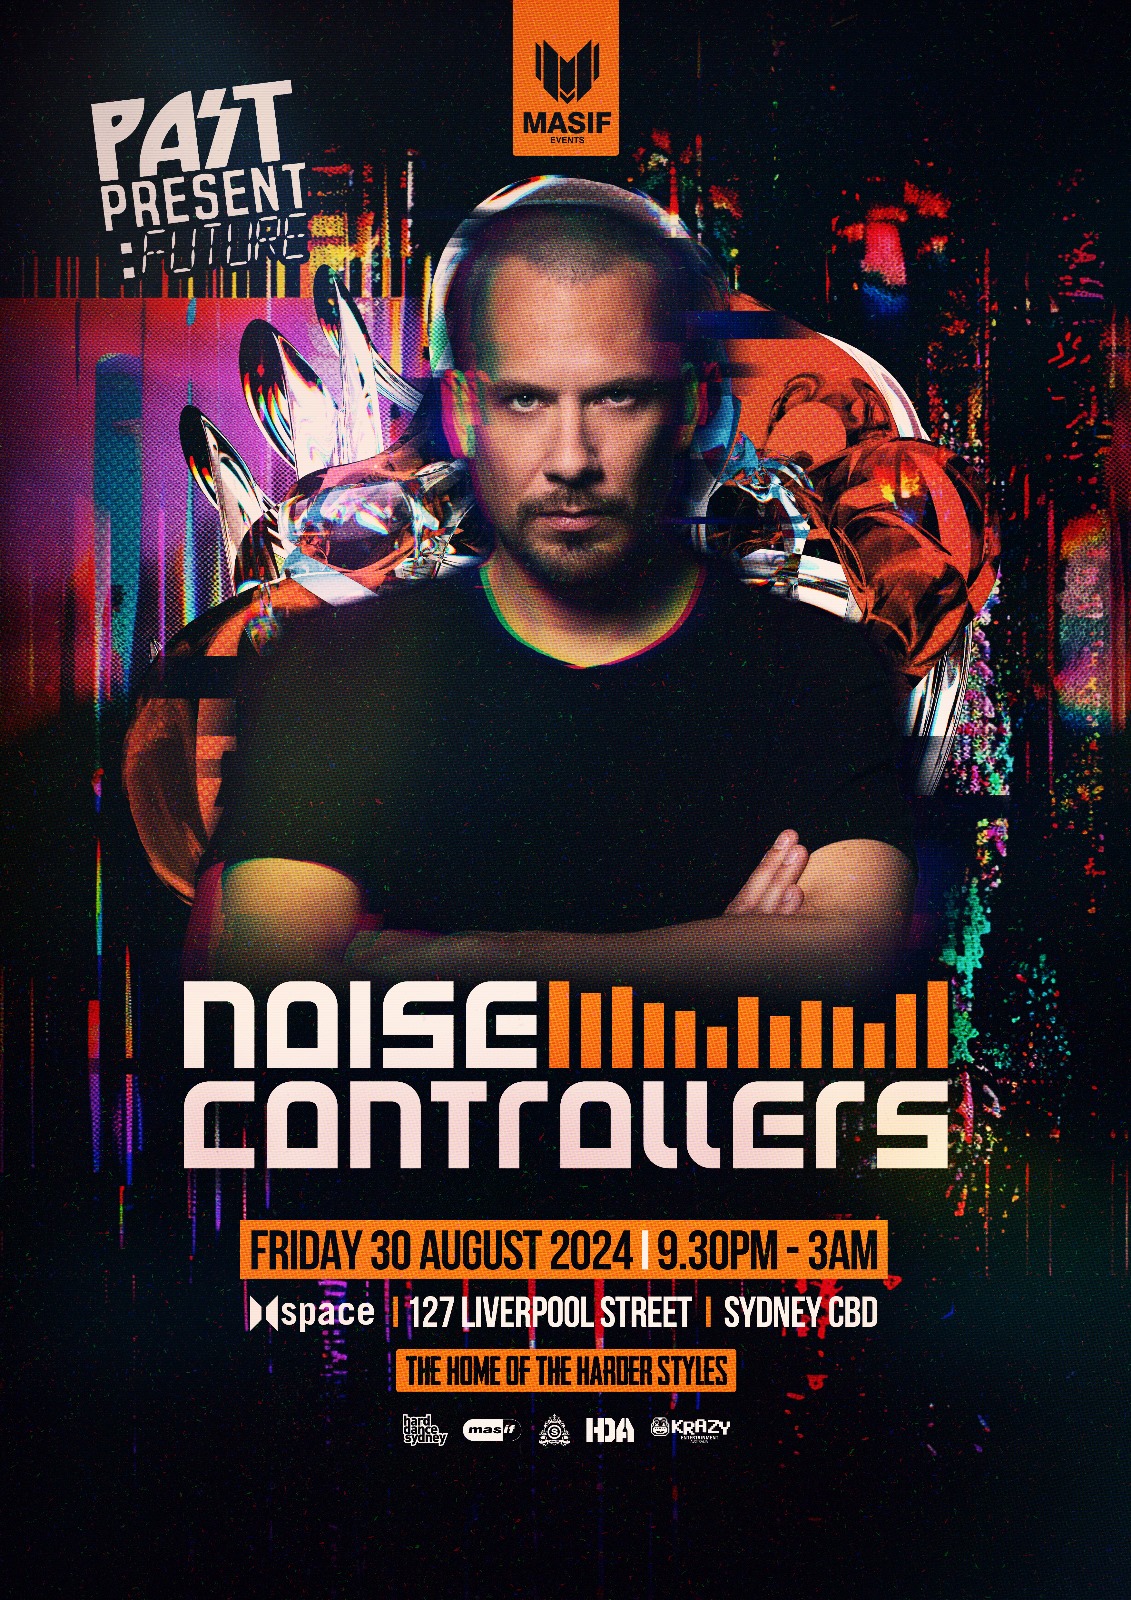 MASIF
EVENTS
PAST
PRESENT
:FUTURE
NOISE
CONTROLLERS
FRIDAY 30 AUGUST 2024 | 9.30PM - 3AM
space | 127 LIVERPOOL STREET | SYDNEY CBD
THE HOME OF THE HARDER STYLES
hard
dance
sydney
masif
S
HDA
KRAZY
ENTERTAINMENT